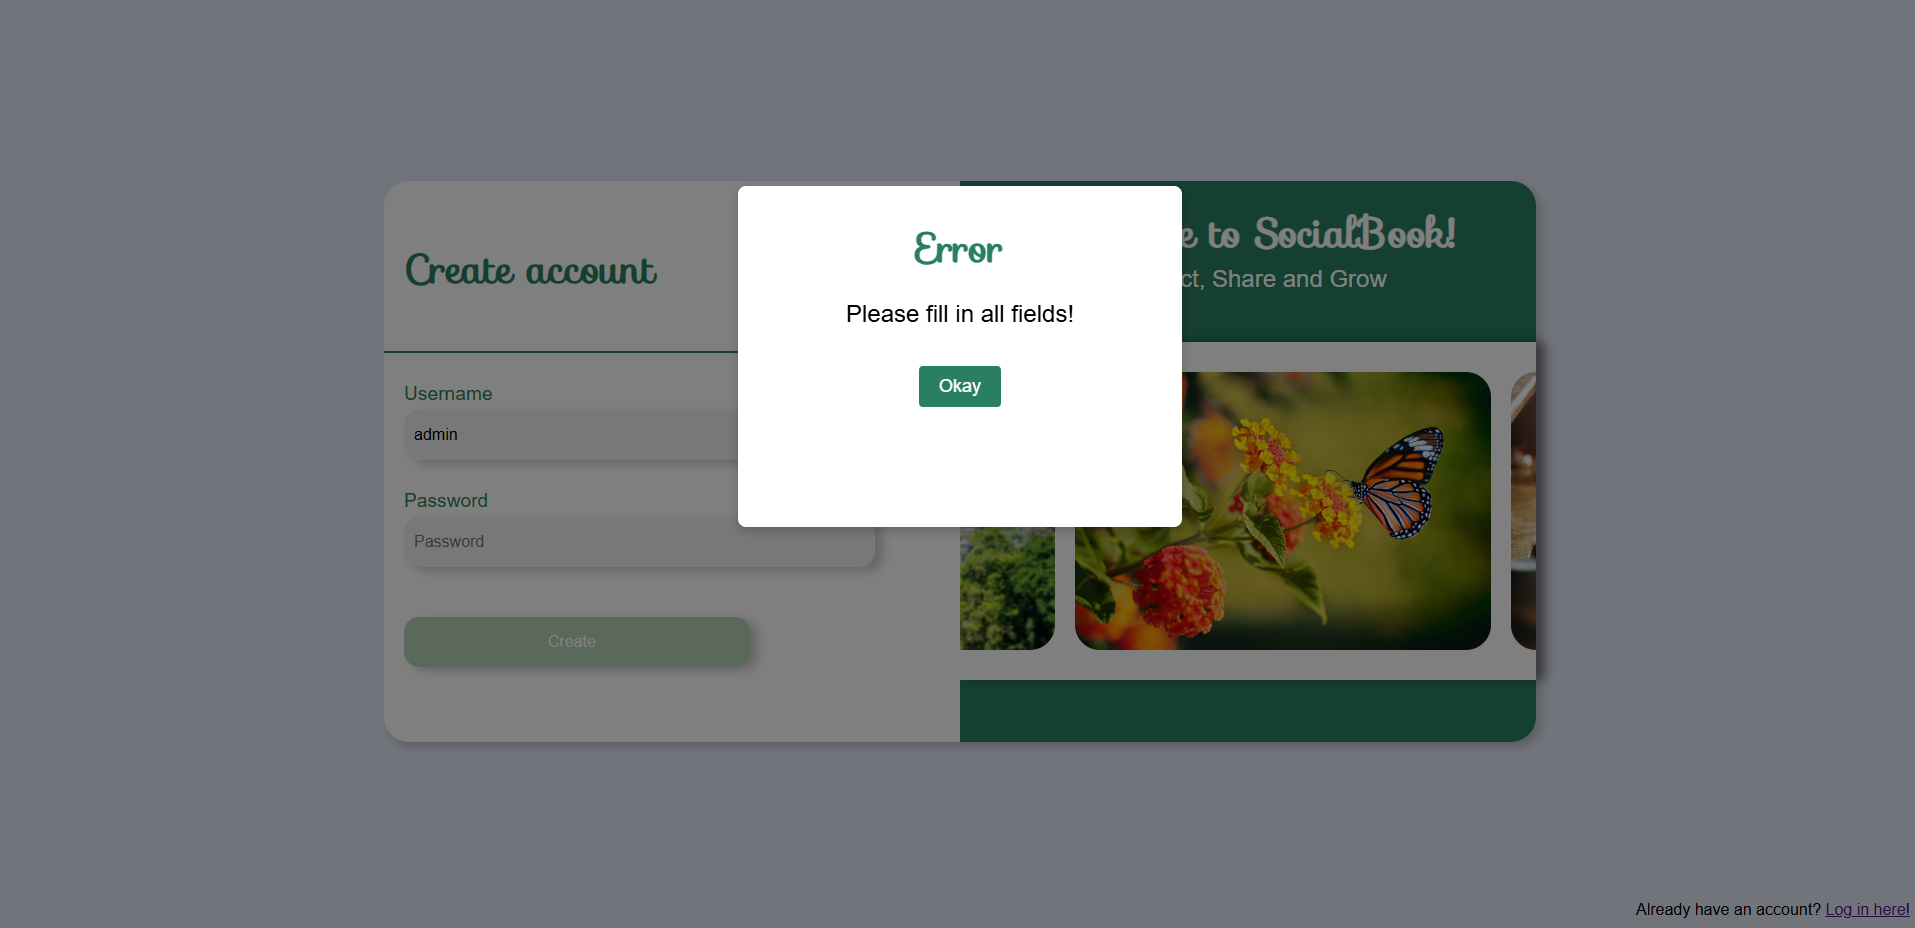 Error
Please fill in all fields!
Okay
Create account
Username
admin
Password
Password
Create
e to SocialBook!
ct, Share and Grow
Already have an account? Log in here!